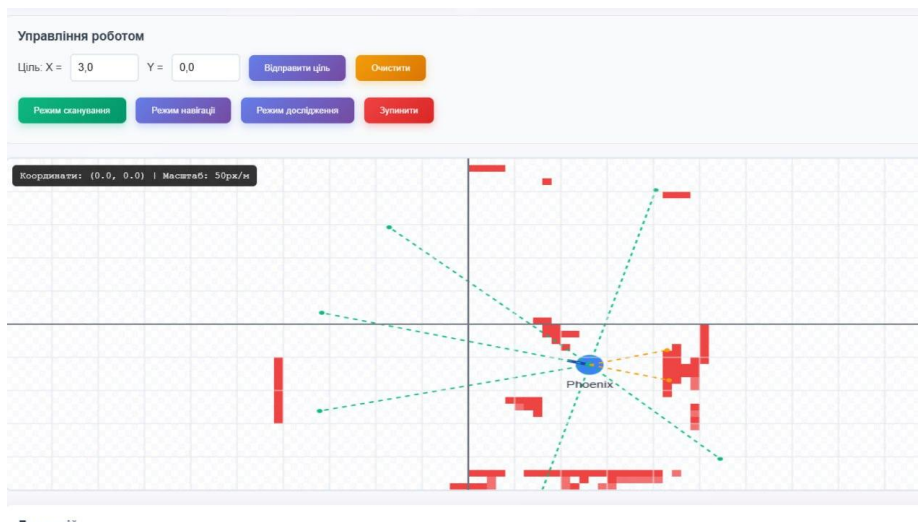 Управління роботом
Ціль: X = 3,0 Y = 0,0 Відправити ціль Очистити
Режим сканування Режим навігації Режим дослідження Зупинити
Координати: (0.0, 0.0) | Масштаб: 50px/м
Phoenix